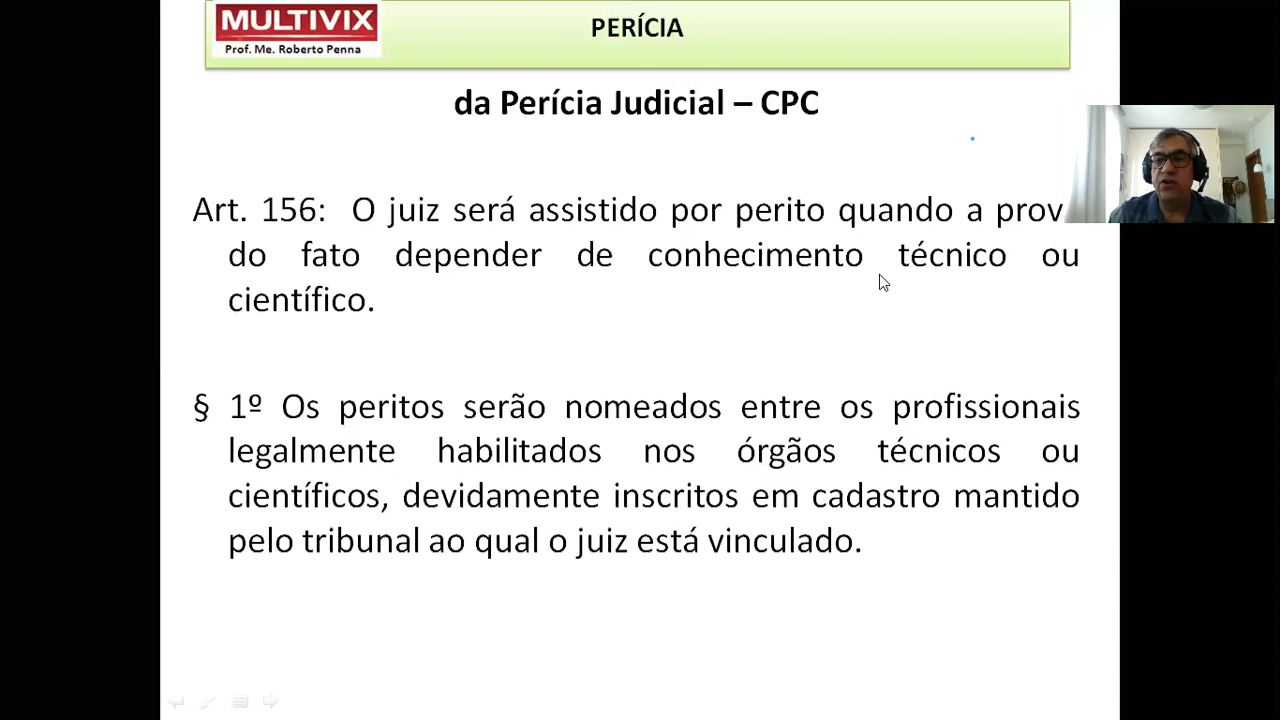 MULTIVIX
Prof. Me. Roberto Penna
PERÍCIA
da Perícia Judicial – CPC
Art. 156: O juiz será assistido por perito quando a prov
do fato depender de conhecimento técnico ou
científico.
§ 1º Os peritos serão nomeados entre os profissionais
legalmente habilitados nos órgãos técnicos ou
científicos, devidamente inscritos em cadastro mantido
pelo tribunal ao qual o juiz está vinculado.